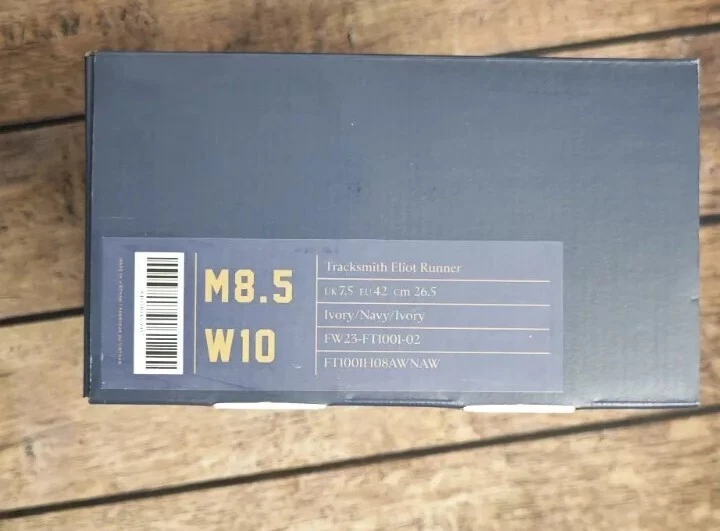 M8.5
W10
Tracksmith Eliot Runner
UK 7.5 EU 42 cm 26.5
Ivory/Navy/Ivory
FW23-FT1001-02
FT1001H08AWNAW